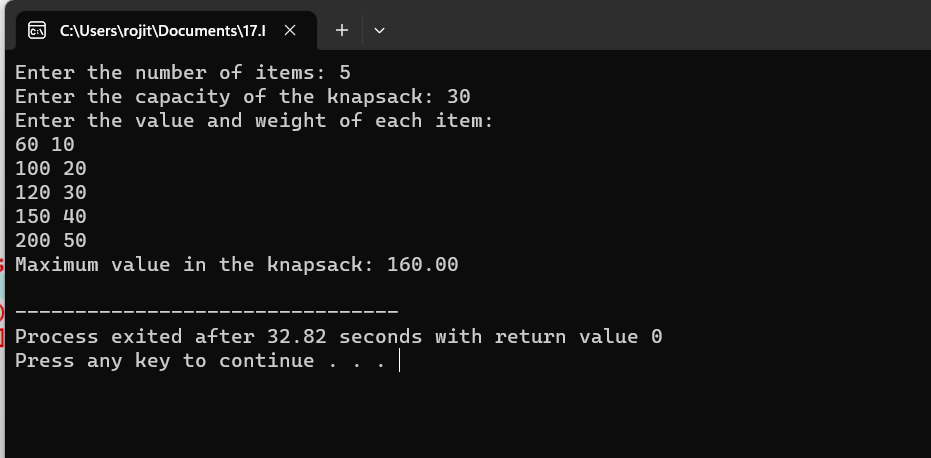 C:\Users\rojit\Documents\17.
Enter the number of items: 5
Enter the capacity of the knapsack: 30
Enter the value and weight of each item:
60 10
100 20
120 30
150 40
200 50
Maximum value in the knapsack: 160.00
--------------------------------
Process exited after 32.82 seconds with return value 0
Press any key to continue . . .